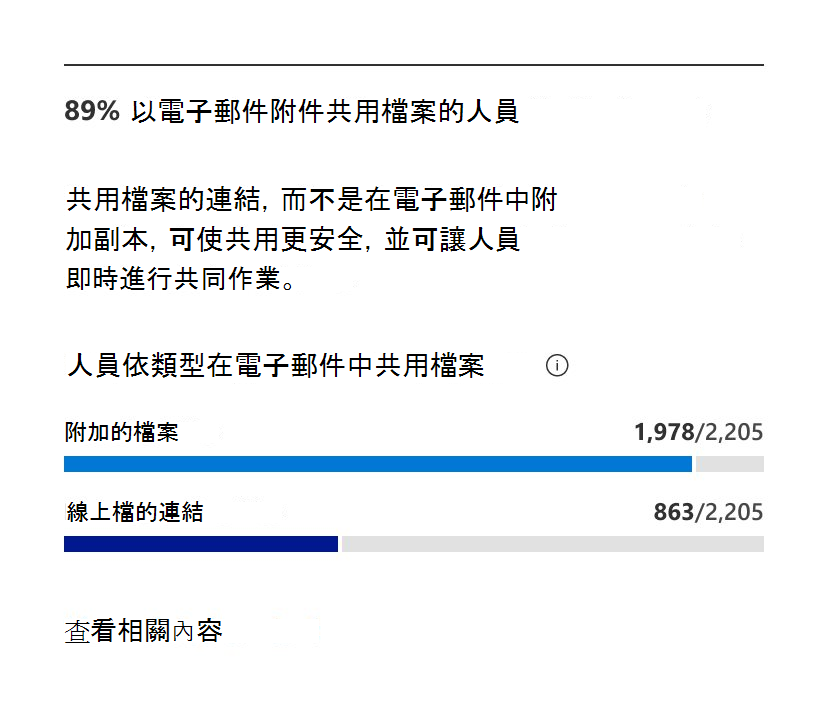 89% 以電子郵件附件共用檔案的人員
共用檔案的連結, 而不是在電子郵件中附
加副本, 可使共用更安全, 並可讓人員
即時進行共同作業。
人員依類型在電子郵件中共用檔案
附加的檔案 1,978/2,205
線上檔的連結 863/2,205
查看相關內容